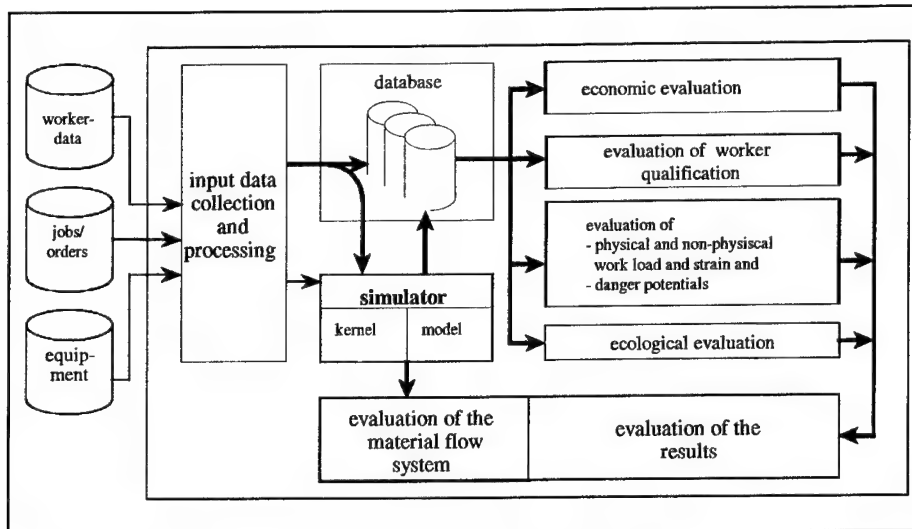 worker-
data
jobs/
orders
equip-
ment
input data
collection
and
processing
database
simulator
kernel
model
economic evaluation
evaluation of worker
qualification
evaluation of
- physical and non-physiscal
work load and strain and
- danger potentials
ecological evaluation
evaluation of the
material flow
system
evaluation of the
results